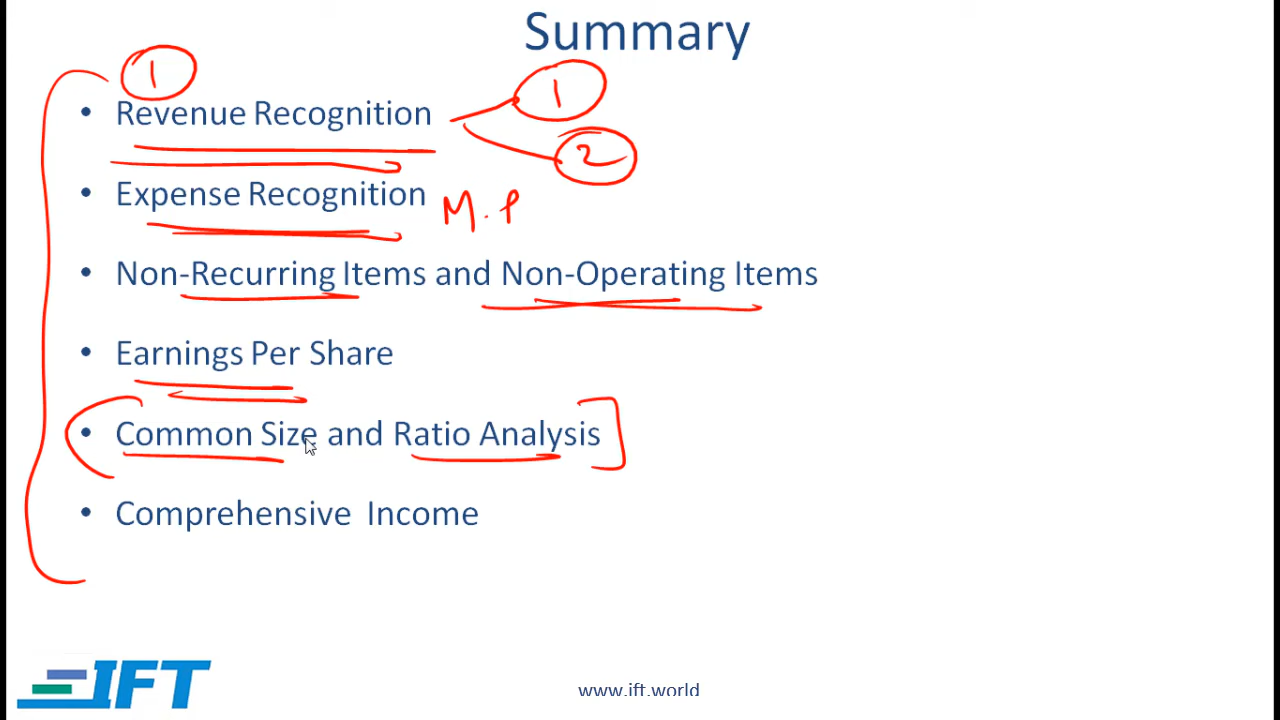 Summary
1
• Revenue Recognition
1
2
• Expense Recognition M.P
• Non-Recurring Items and Non-Operating Items
• Earnings Per Share
• Common Size and Ratio Analysis
• Comprehensive Income
IFT
www.ift.world